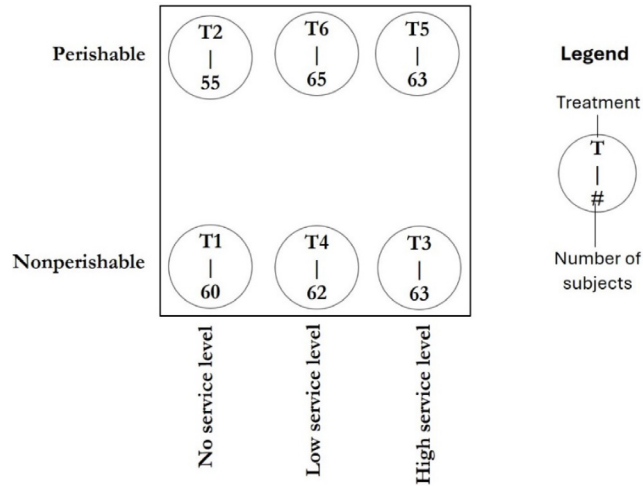 Perishable
T2
|
55
T6
|
65
T5
|
63
Nonperishable
T1
|
60
T4
|
62
T3
|
63
No service level
Low service level
High service level
Legend
Treatment
T
|
#
Number of
subjects